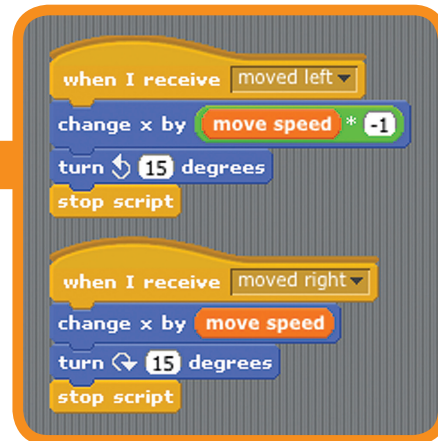 when I receive moved left
change x by move speed * -1
turn 15 degrees
stop script
when I receive moved right
change x by move speed
turn 15 degrees
stop script